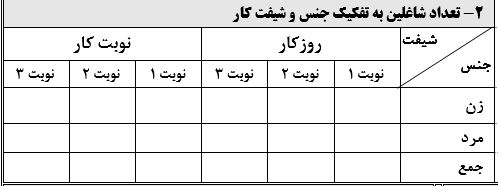 ۲- تعداد شاغلین به تفکیک جنس و شیفت کار
شیفت روزکار نوبت کار
جنس نوبت ۱ نوبت ۲ نوبت ۳ نوبت ۱ نوبت ۲ نوبت ۳
زن
مرد
جمع